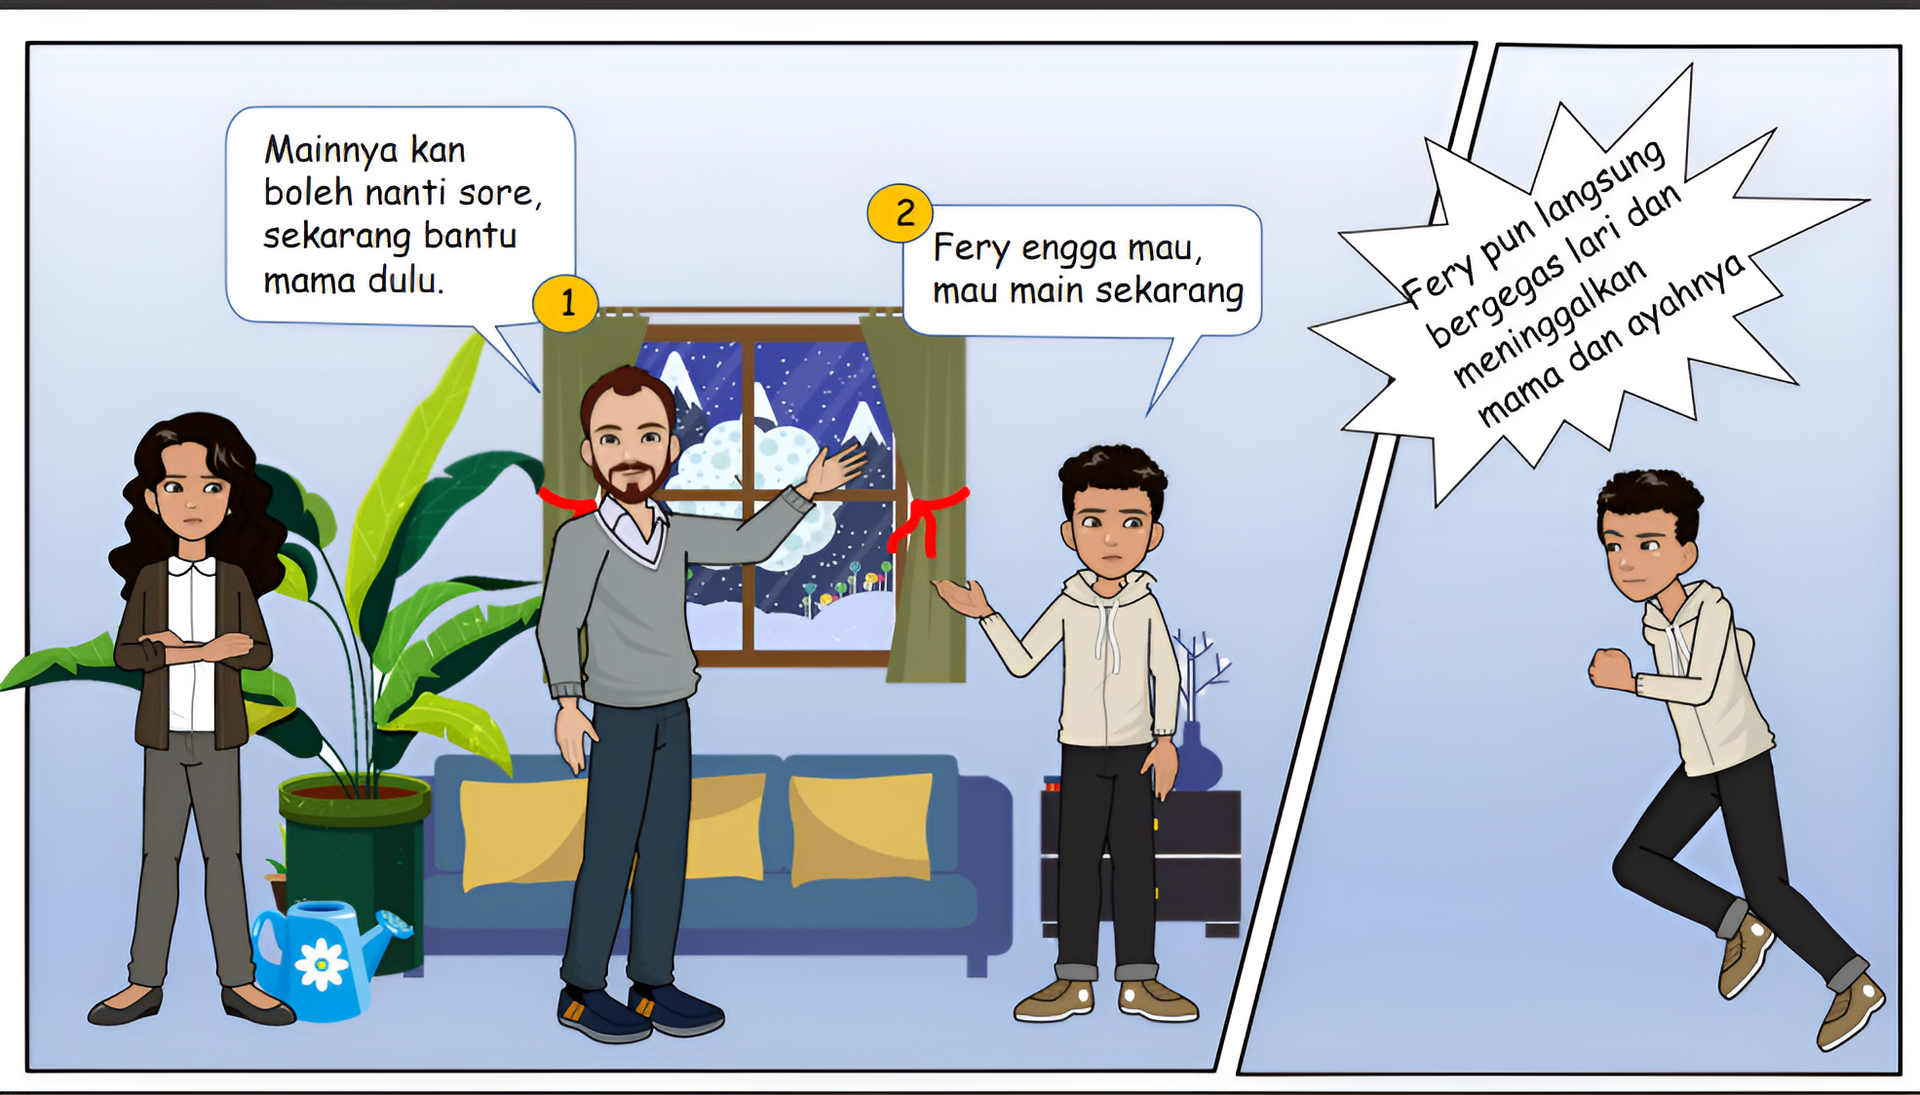 Mainnya kan
boleh nanti sore,
sekarang bantu
mama dulu.
1
2
Fery engga mau,
mau main sekarang
Fery pun langsung
bergegas lari dan
meninggalkan
mama dan ayahnya